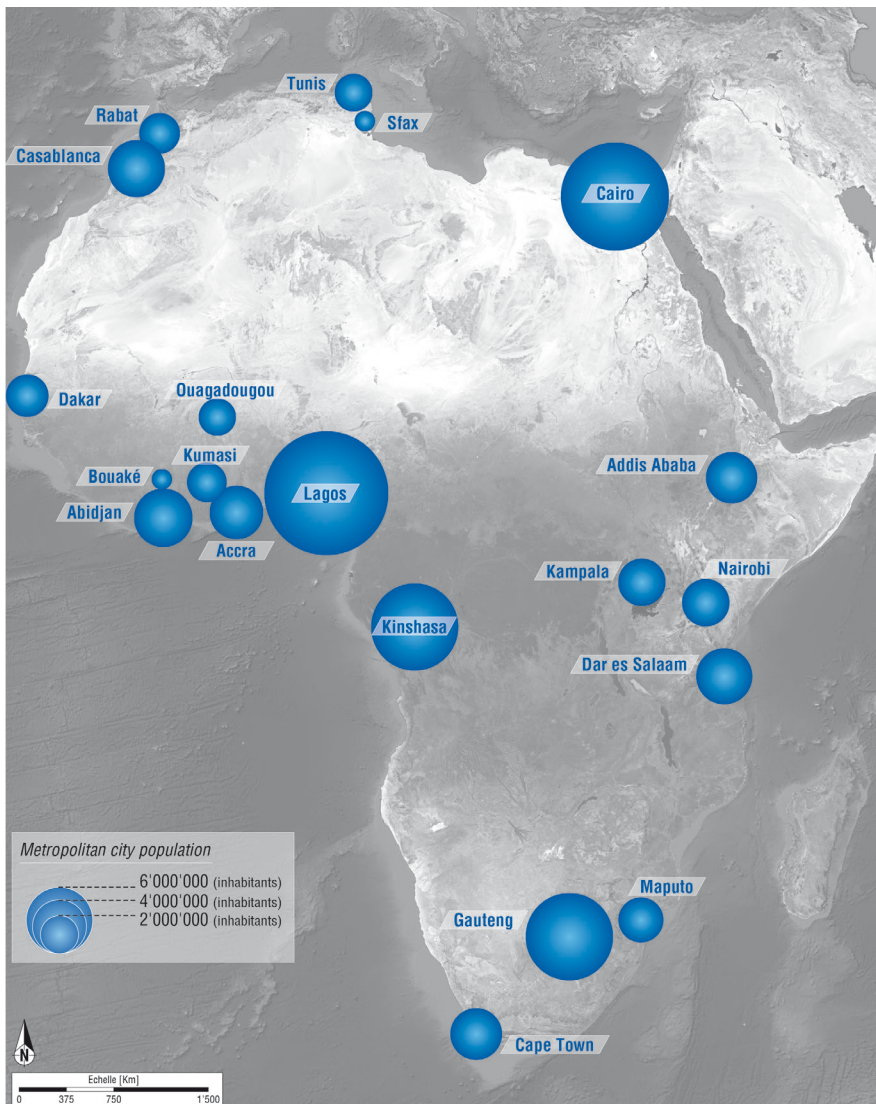 Tunis
Rabat
Sfax
Casablanca
Cairo
Dakar
Ouagadougou
Kumasi
Bouaké
Lagos
Addis Ababa
Abidjan
Accra
Kampala
Nairobi
Kinshasa
Dar es Salaam
Metropolitan city population
6'000'000 (inhabitants)
4'000'000 (inhabitants)
2'000'000 (inhabitants)
Maputo
Gauteng
Cape Town
N
Echelle [Km]
0 375 750 1'500